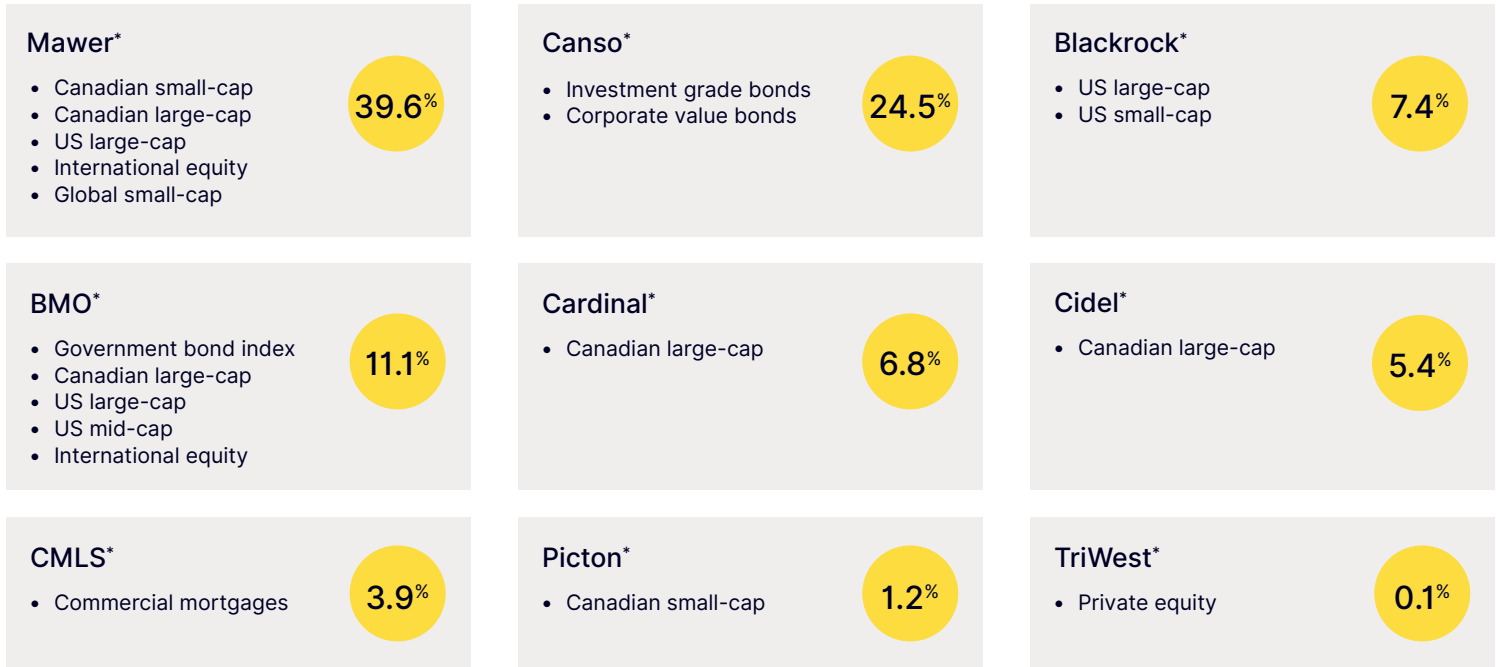 Mawer*
• Canadian small-cap
• Canadian large-cap
• US large-cap
• International equity
• Global small-cap
39.6%
Canso*
• Investment grade bonds
• Corporate value bonds
24.5%
Blackrock*
• US large-cap
• US small-cap
7.4%
BMO*
• Government bond index
• Canadian large-cap
• US large-cap
• US mid-cap
• International equity
11.1%
Cardinal*
• Canadian large-cap
6.8%
Cidel*
• Canadian large-cap
5.4%
CMLS*
• Commercial mortgages
3.9%
Picton*
• Canadian small-cap
1.2%
TriWest*
• Private equity
0.1%